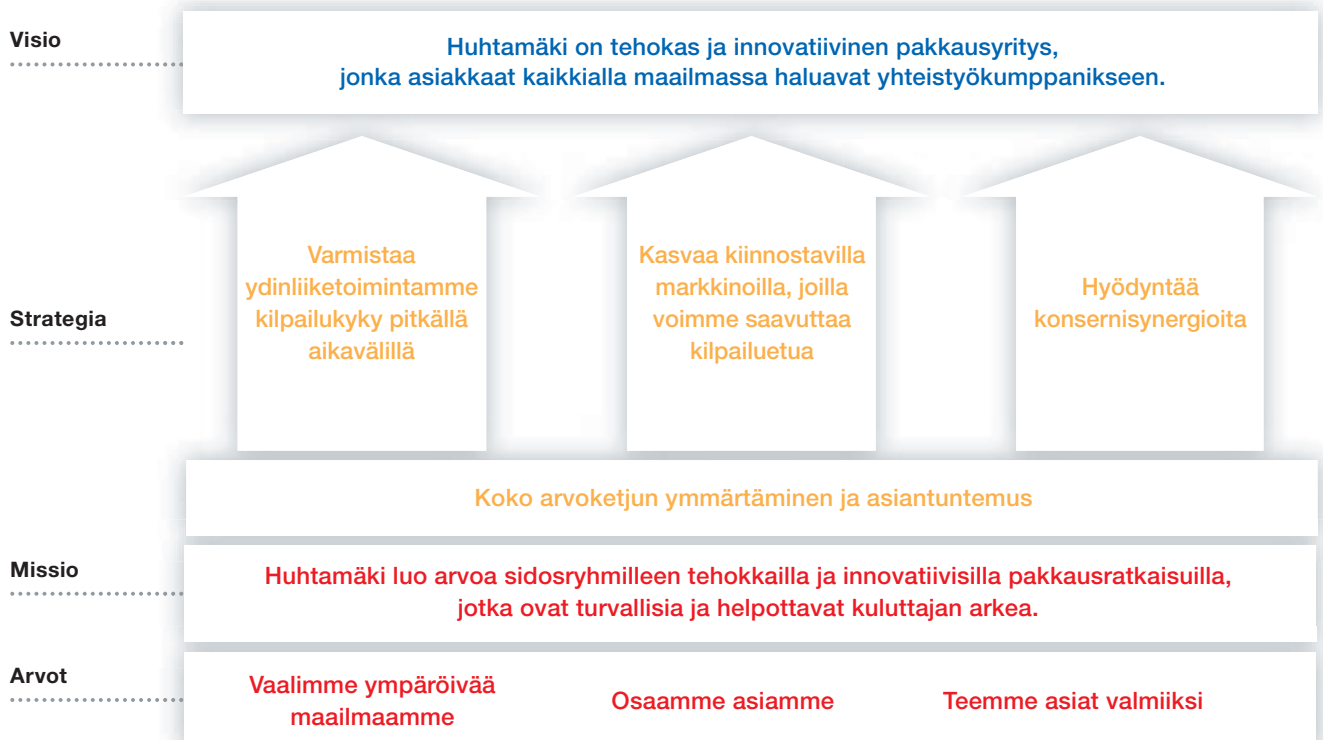 Visio
Huhtamäki on tehokas ja innovatiivinen pakkausyritys,
jonka asiakkaat kaikkialla maailmassa haluavat yhteistyökumppanikseen.
Strategia
Varmistaa
ydinliiketoimintamme
kilpailukyky pitkällä
aikavälillä
Kasvaa kiinnostavilla
markkinoilla, joilla
voimme saavuttaa
kilpailuetua
Hyödyntää
konsernisynergioita
Koko arvoketjun ymmärtäminen ja asiantuntemus
Missio
Huhtamäki luo arvoa sidosryhmilleen tehokkailla ja innovatiivisilla pakkausratkaisuilla,
jotka ovat turvallisia ja helpottavat kuluttajan arkea.
Arvot
Vaalimme ympäröivää
maailmaamme
Osaamme asiamme
Teemme asiat valmiiksi